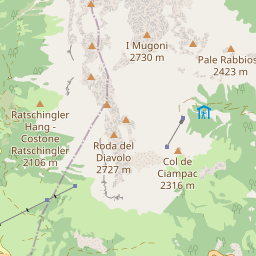 I Mugoni
2730 m
Pale Rabbios
2423 m
Ratschingler
Hang -
Costone
Ratschingler
2106 m
Roda del
Diavolo
2727 m
Col de
Ciampac
2316 m